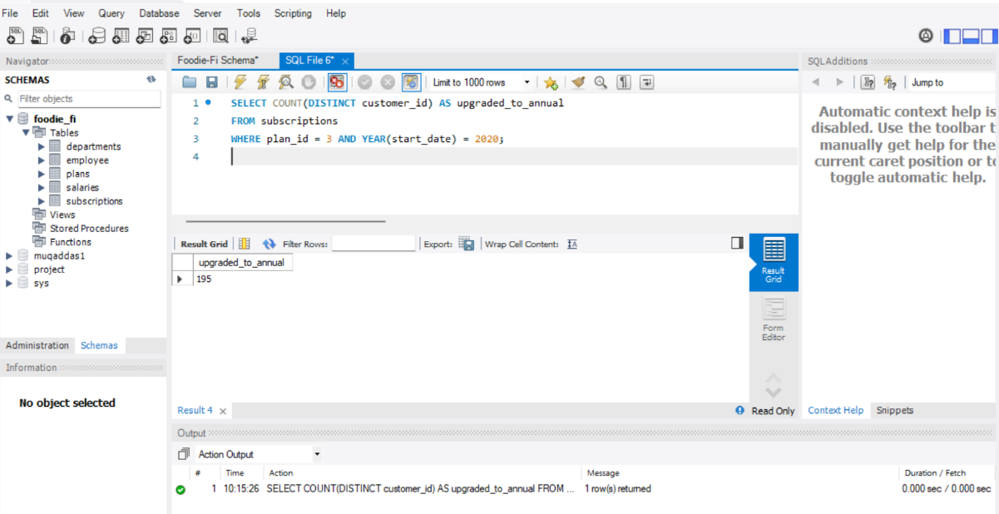 File Edit View Query Database Server Tools Scripting Help
Navigator
SCHEMAS
Filter objects
foodie_fi
Tables
departments
employee
plans
salaries
subscriptions
Views
Stored Procedures
Functions
muqaddas1
project
sys
Administration Schemas
Information
No object selected
Foodie-Fi Schema* SQL File 6*
Limit to 1000 rows
1 SELECT COUNT(DISTINCT customer_id) AS upgraded_to_annual
2 FROM subscriptions
3 WHERE plan_id = 3 AND YEAR(start_date) = 2020;
4
Result Grid Filter Rows: Export: Wrap Cell Content:
upgraded_to_annual
195
Result
Grid
Form
Editor
Result 4 Read Only
Output
Action Output
# Time Action Message Duration / Fetch
1 10:15:26 SELECT COUNT(DISTINCT customer_id) AS upgraded_to_annual FROM ... 1 row(s) returned 0.000 sec / 0.000 sec
SQLAdditions
Jump to
Automatic context help is
disabled. Use the toolbar t
manually get help for the
current caret position or to
toggle automatic help.
Context Help Snippets